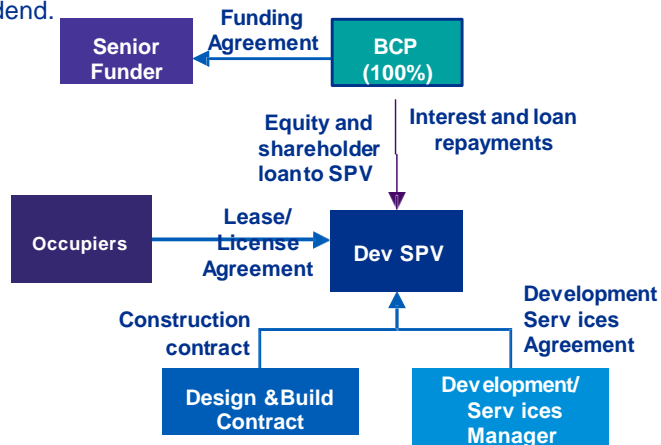 dend.
Funding
Agreement
Senior
Funder
BCP
(100%)
Equity and
shareholder
loanto SPV
Interest and loan
repayments
Occupiers
Lease/
License
Agreement
Dev SPV
Construction
contract
Development
Serv ices
Agreement
Design &Build
Contract
Development/
Serv ices
Manager